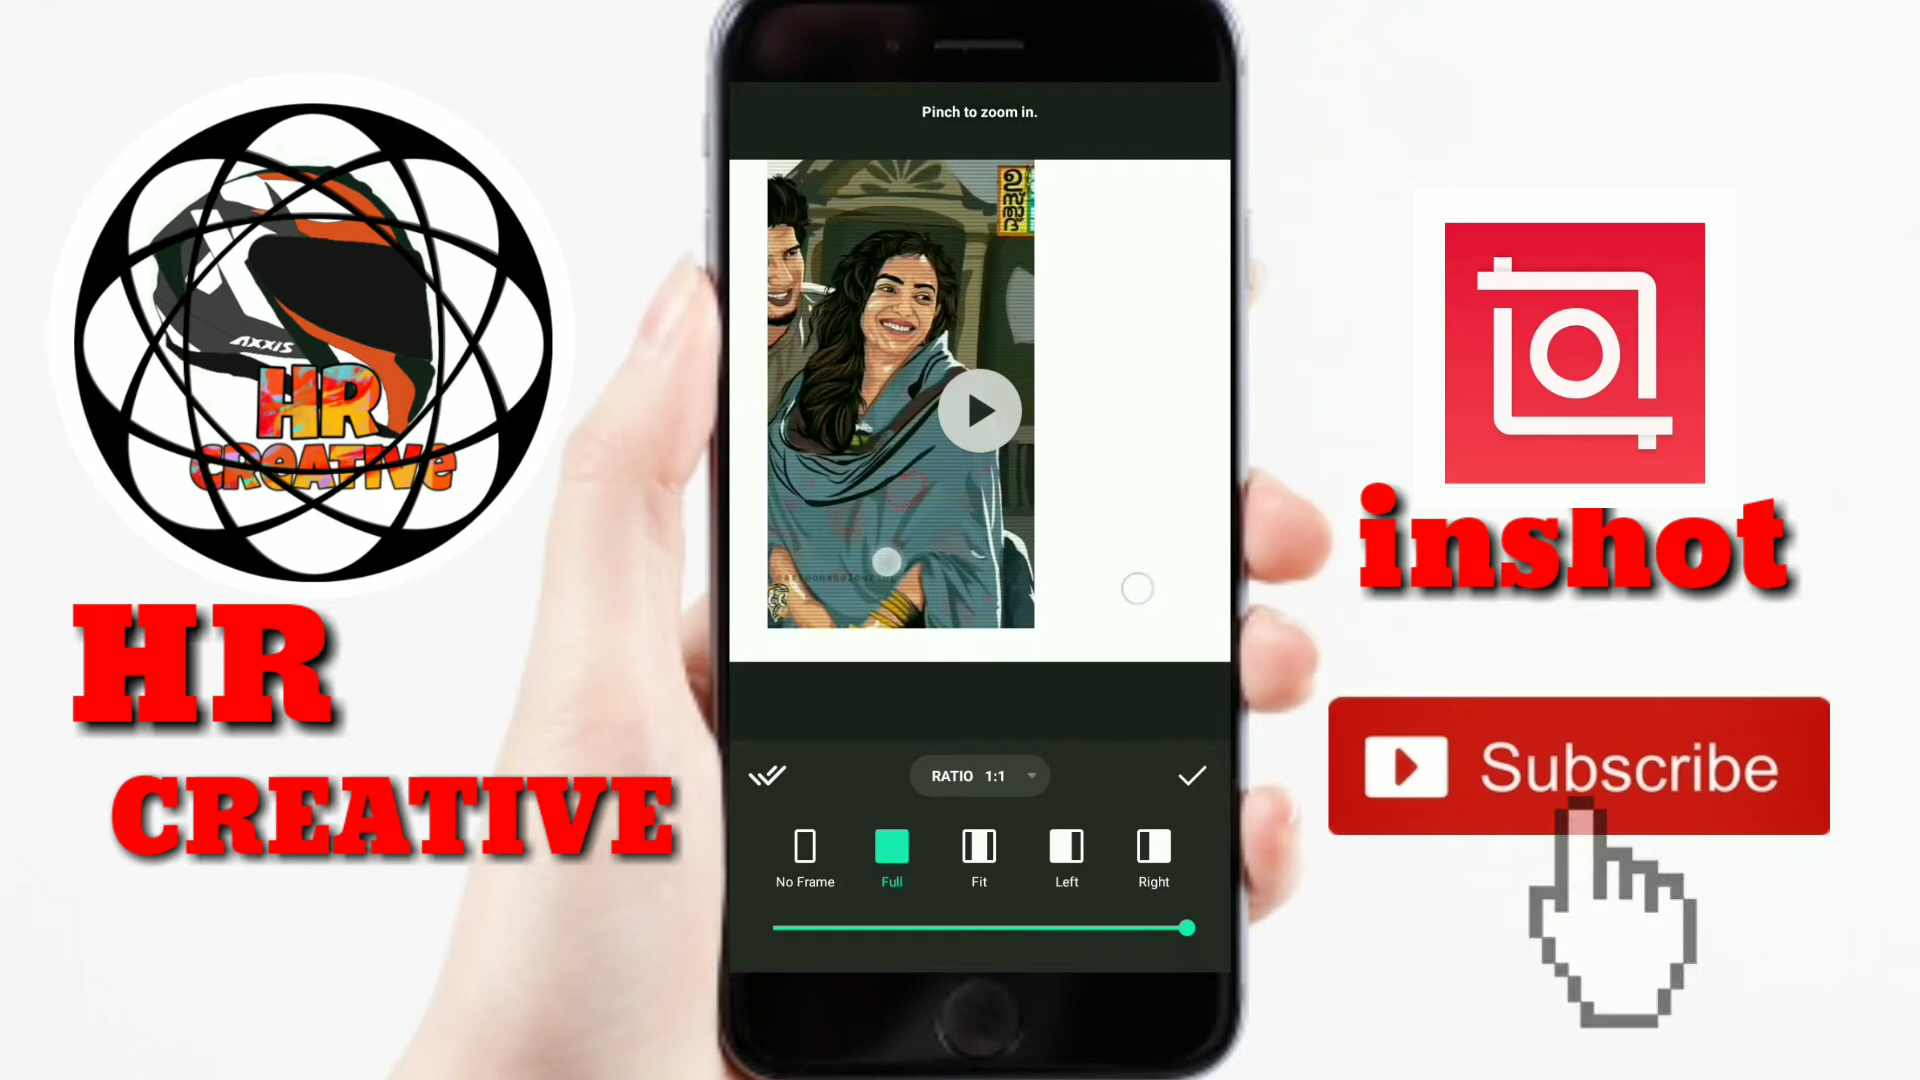 Pinch to zoom in.
AXXIS
HR
CREATIVE
HR
CREATIVE
inshot
Subscribe
RATIO 1:1
No Frame
Full
Fit
Left
Right